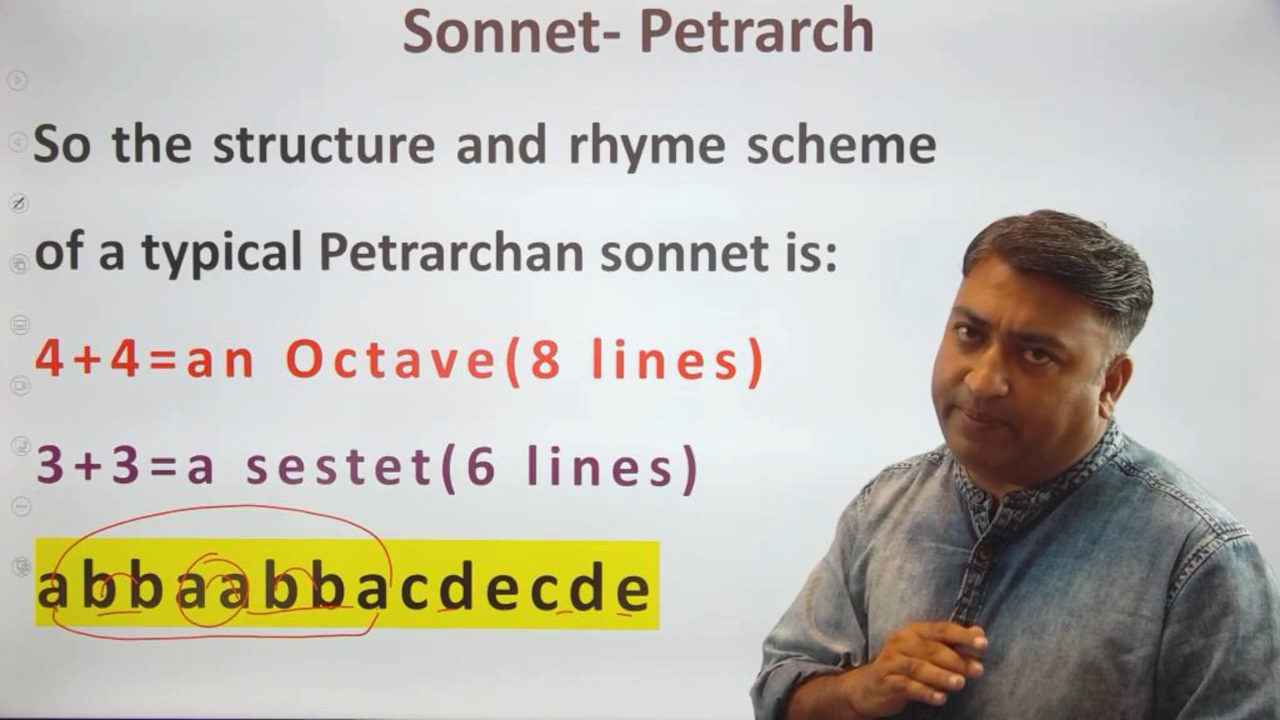 Sonnet- Petrarch
So the structure and rhyme scheme
of a typical Petrarchan sonnet is:
4+4=an Octave(8 lines)
3+3=a sestet(6 lines)
abbaabbacdecde